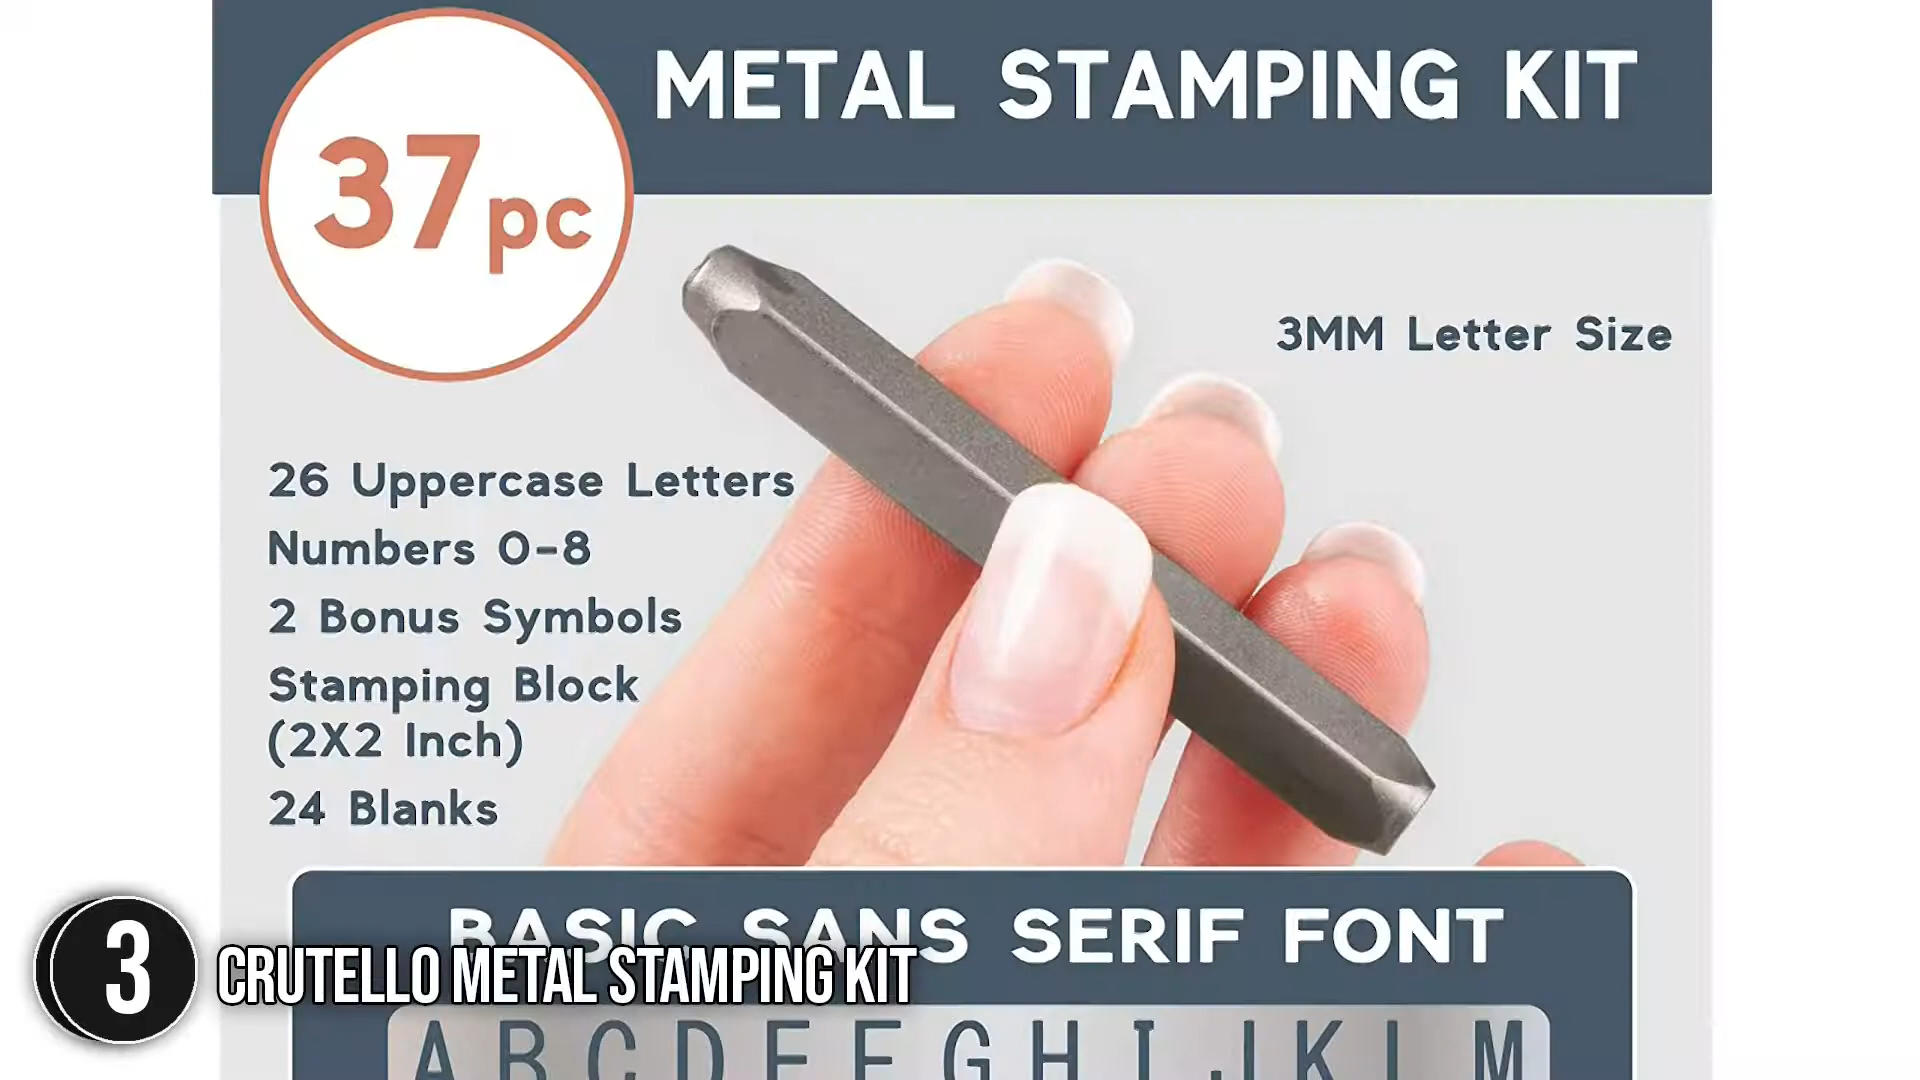 METAL STAMPING KIT
37pc
3MM Letter Size
26 Uppercase Letters
Numbers 0-8
2 Bonus Symbols
Stamping Block
(2X2 Inch)
24 Blanks
BASIC SANS SERIF FONT
3 CRUTELLO METAL STAMPING KIT
A B C D E F G H I J K L M